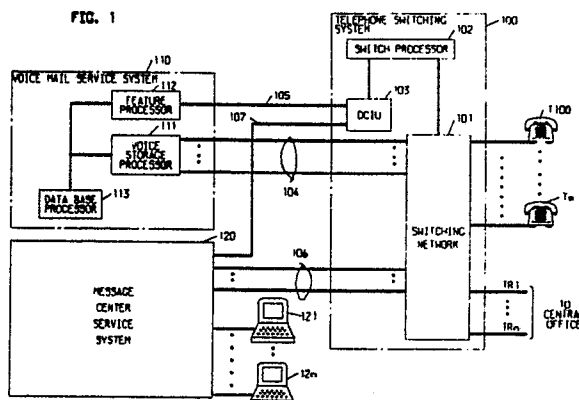 FIG. 1
TELEPHONE SWITCHING
SYSTEM
100
102
SWITCH PROCESSOR
110
VOICE MAIL SERVICE SYSTEM
112
FEATURE
PROCESSOR
105
103
DCIU
107
101
T100
111
VOICE
STORAGE
PROCESSOR
104
DATA BASE
PROCESSOR
113
120
SWITCHING
NETWORK
106
MESSAGE
CENTER
SERVICE
SYSTEM
121
12n
TR1
TRn
TO
CENTRAL
OFFICE